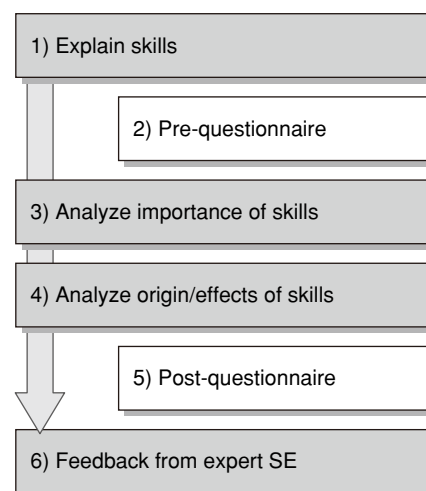 1) Explain skills
2) Pre-questionnaire
3) Analyze importance of skills
4) Analyze origin/effects of skills
5) Post-questionnaire
6) Feedback from expert SE